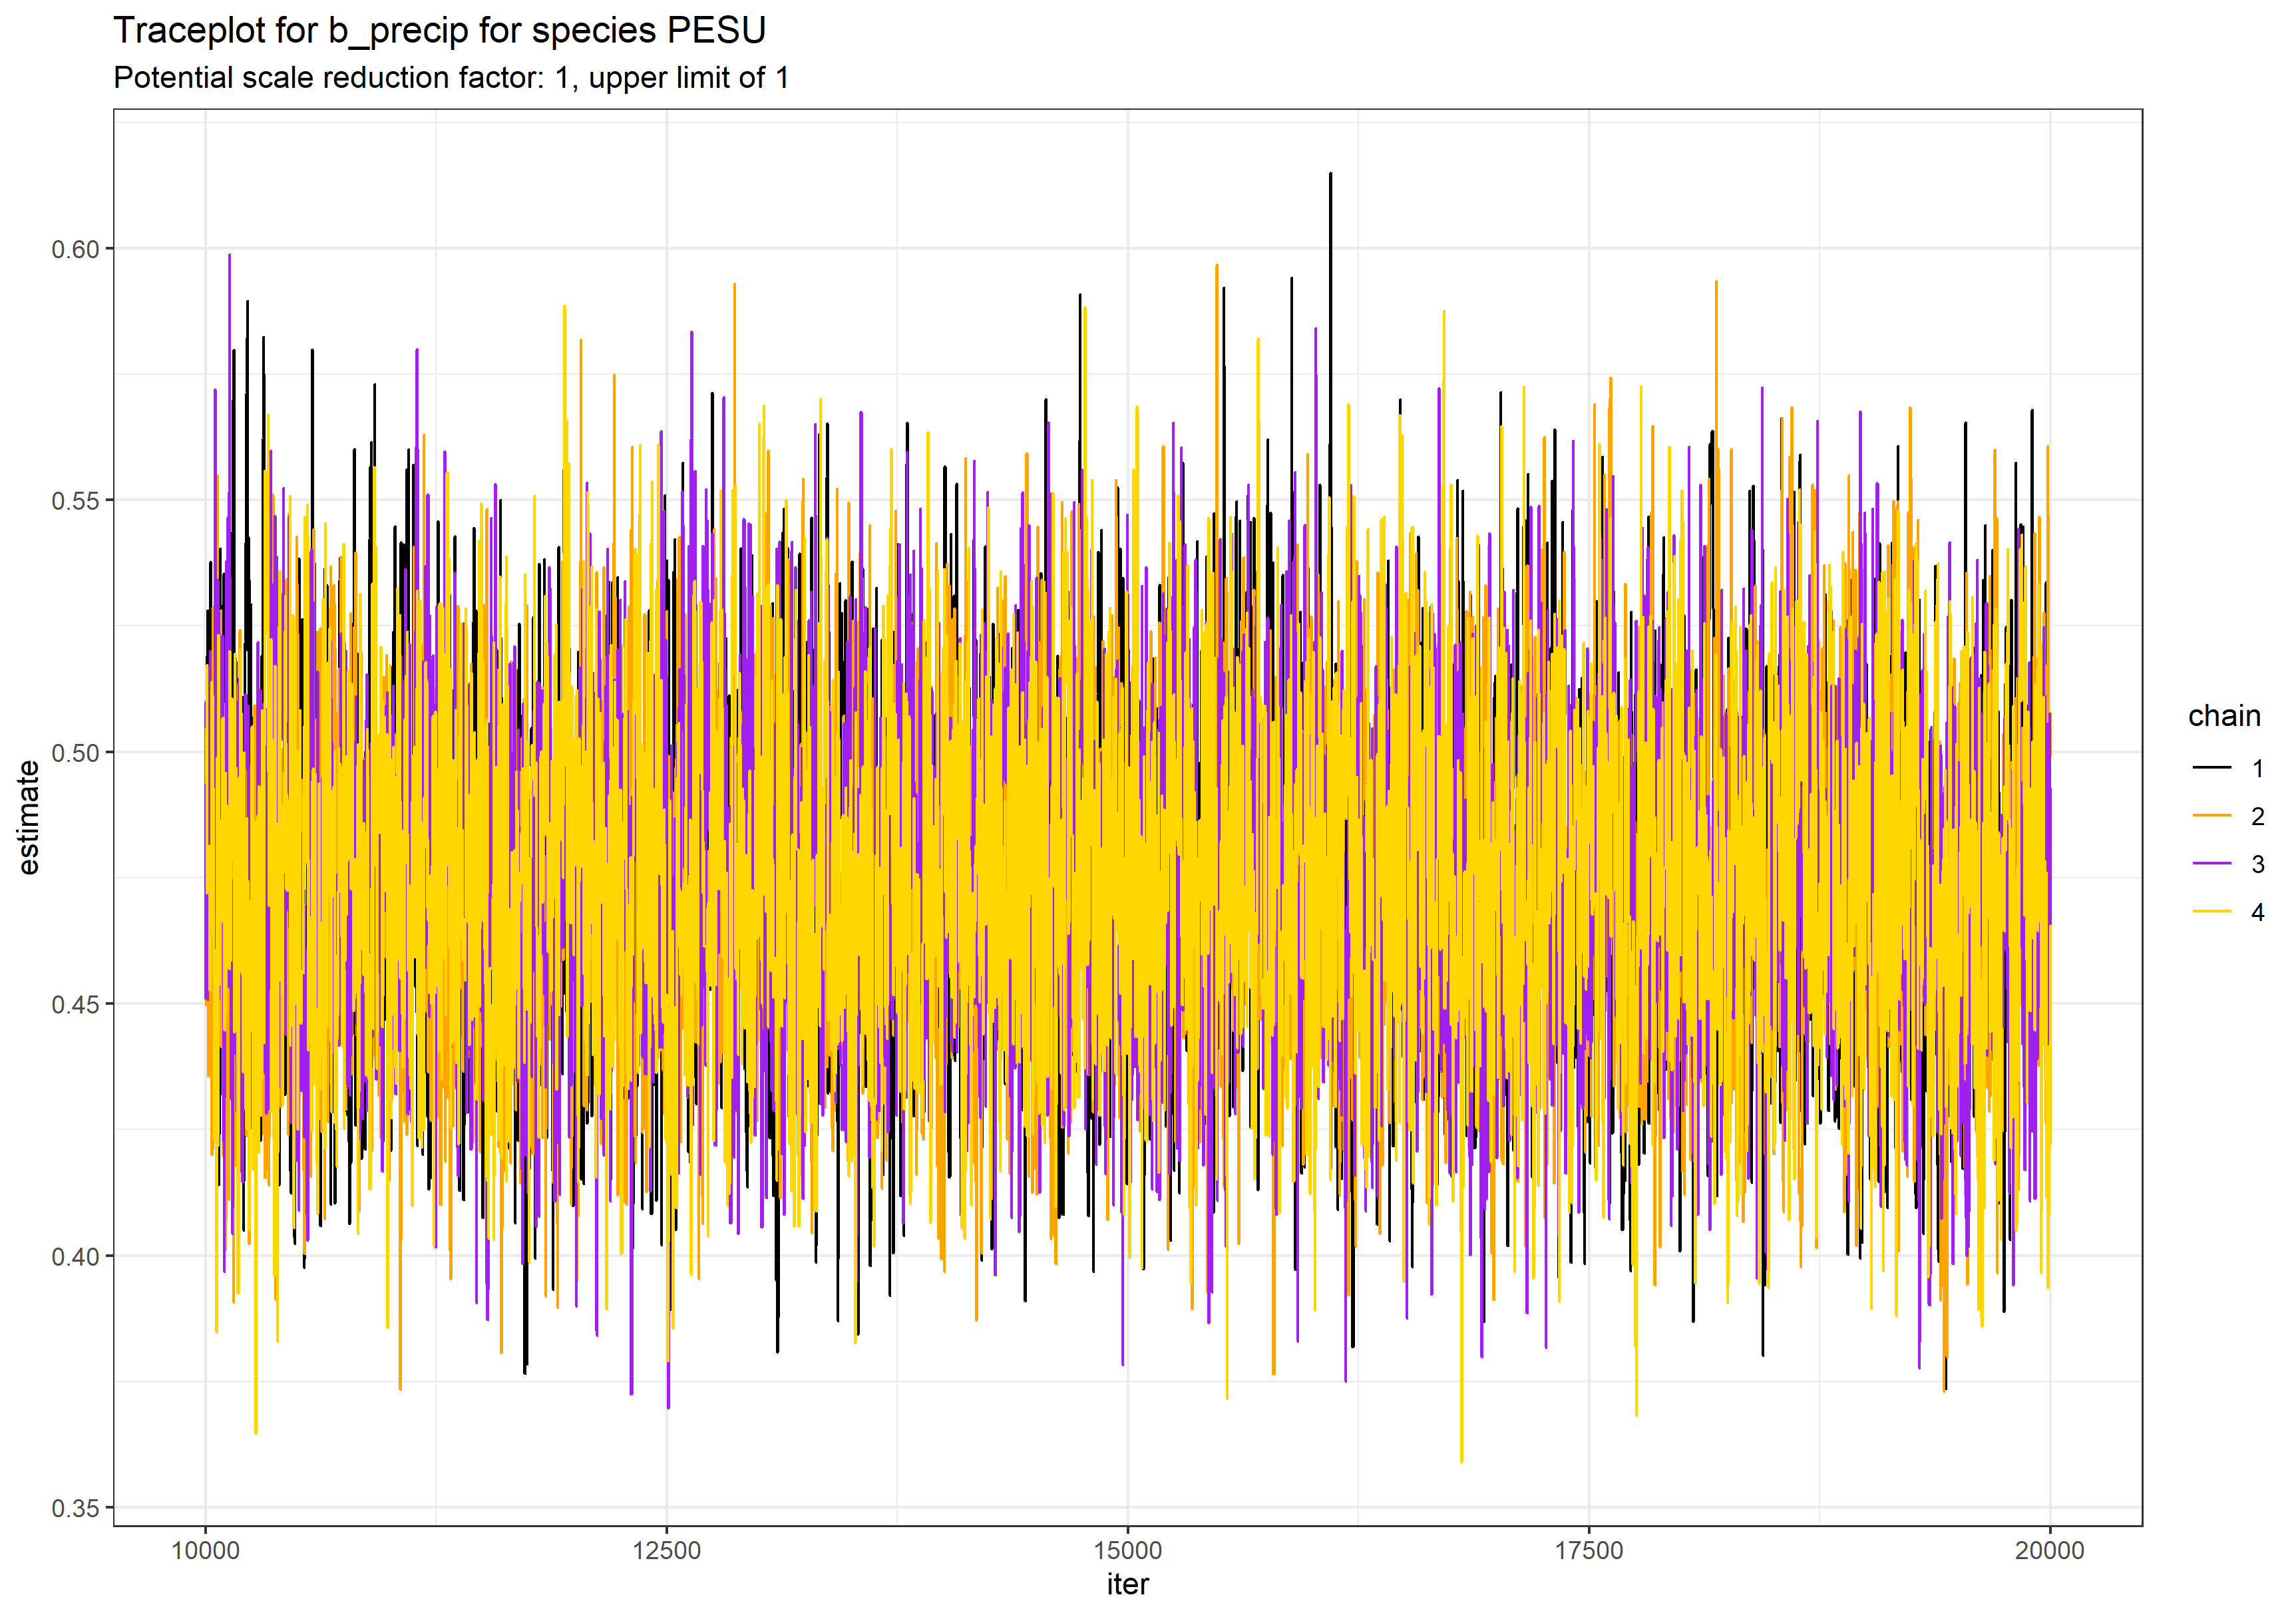 Traceplot for b_precip for species PESU
Potential scale reduction factor: 1, upper limit of 1
0.60
0.55
0.50
0.45
0.40
0.35
estimate
10000 12500 15000 17500 20000
iter
chain
1
2
3
4